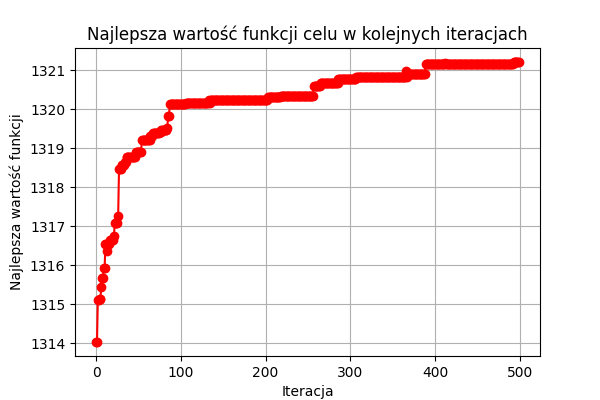 Najlepsza wartość funkcji celu w kolejnych iteracjach
Najlepsza wartość funkcji
1321
1320
1319
1318
1317
1316
1315
1314
0 100 200 300 400 500
Iteracja